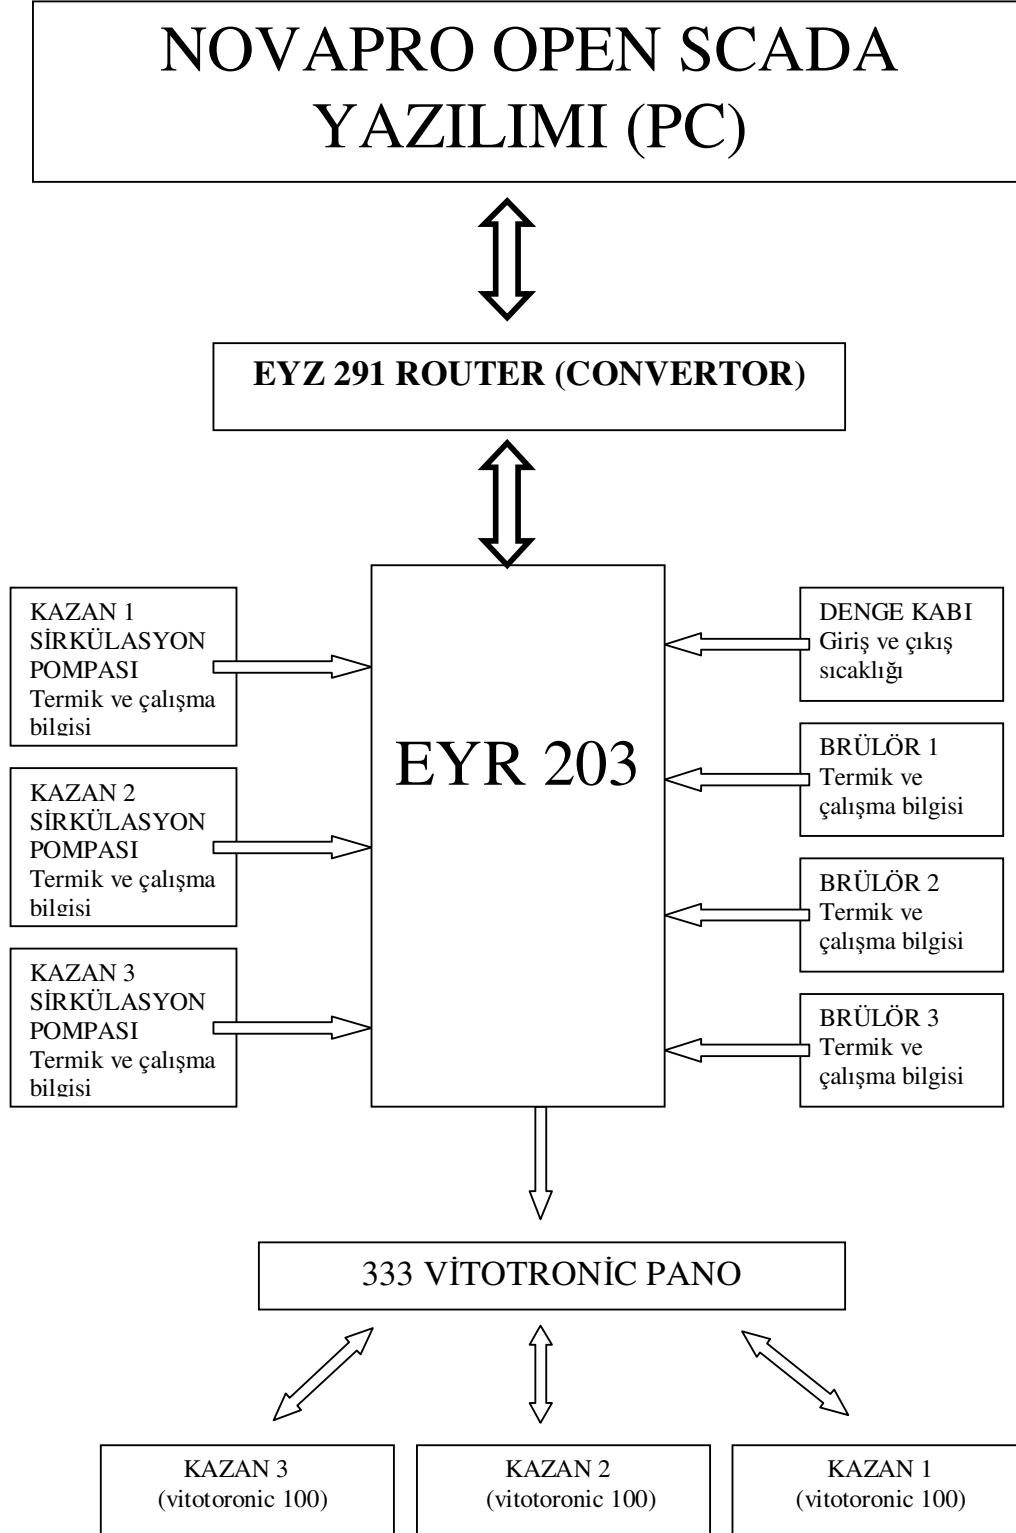 NOVAPRO OPEN SCADA
YAZILIMI (PC)
EYZ 291 ROUTER (CONVERTOR)
KAZAN 1
SİRKÜLASYON
POMPASI
Termik ve çalışma
bilgisi
KAZAN 2
SİRKÜLASYON
POMPASI
Termik ve çalışma
bilgisi
KAZAN 3
SİRKÜLASYON
POMPASI
Termik ve çalışma
bilgisi
EYR 203
DENGE KABI
Giriş ve çıkış
sıcaklığı
BRÜLÖR 1
Termik ve
çalışma bilgisi
BRÜLÖR 2
Termik ve
çalışma bilgisi
BRÜLÖR 3
Termik ve
çalışma bilgisi
333 VİTOTRONİC PANO
KAZAN 3
(vitotoronic 100)
KAZAN 2
(vitotoronic 100)
KAZAN 1
(vitotoronic 100)